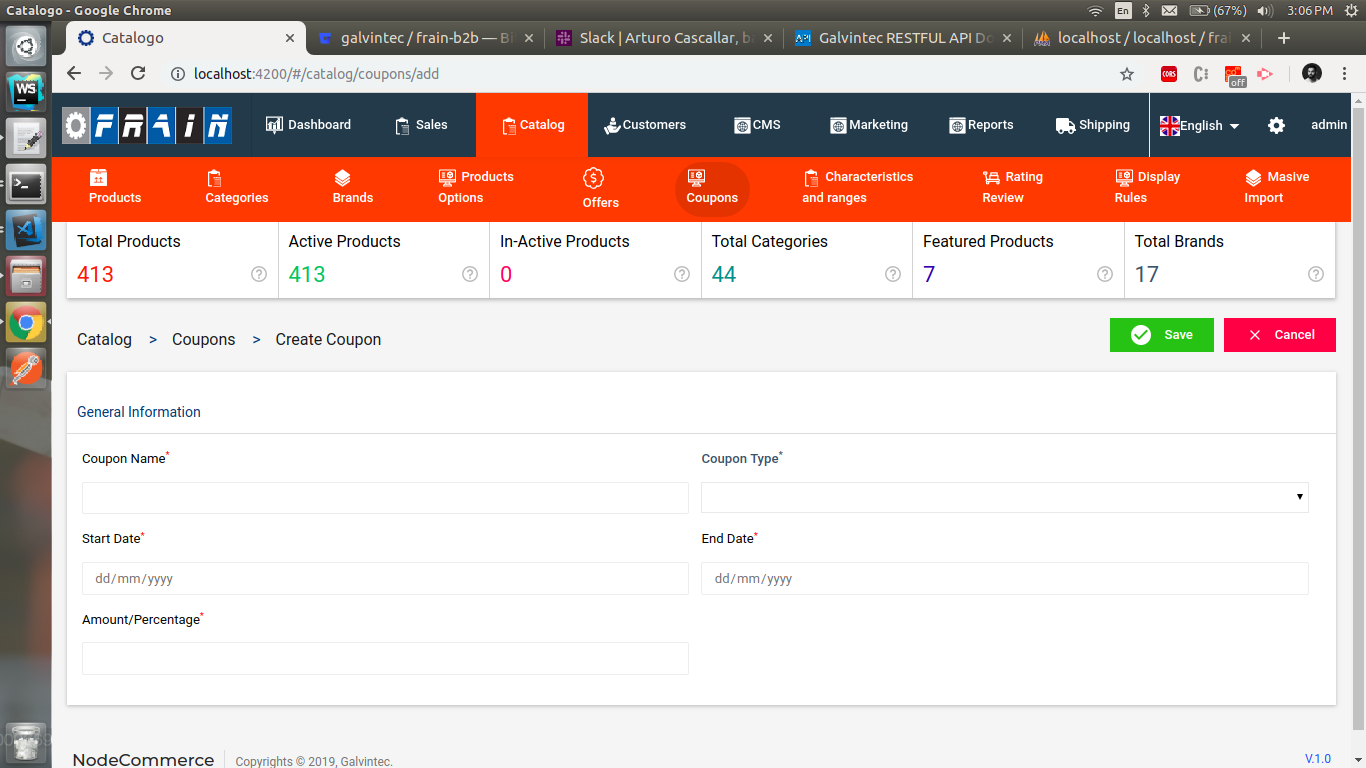 Catalogo - Google Chrome
En
(67%)
3:06 PM
Catalogo
galvintec / frain-b2b — Bi
Slack | Arturo Cascallar, b
Galvintec RESTFUL API Do
localhost / localhost / frai
localhost:4200/#/catalog/coupons/add
CORS
off
WS
API
FRAIN
Dashboard
Sales
Catalog
Customers
CMS
Marketing
Reports
Shipping
English
admin
Products
Categories
Brands
Products Options
Offers
Coupons
Characteristics and ranges
Rating Review
Display Rules
Masive Import
Total Products
Active Products
In-Active Products
Total Categories
Featured Products
Total Brands
413
413
0
44
7
17
Catalog > Coupons > Create Coupon
Save
Cancel
General Information
Coupon Name*
Coupon Type*
Start Date*
End Date*
dd/mm/yyyy
dd/mm/yyyy
Amount/Percentage*
NodeCommerce
Copyrights © 2019, Galvintec.
V.1.0